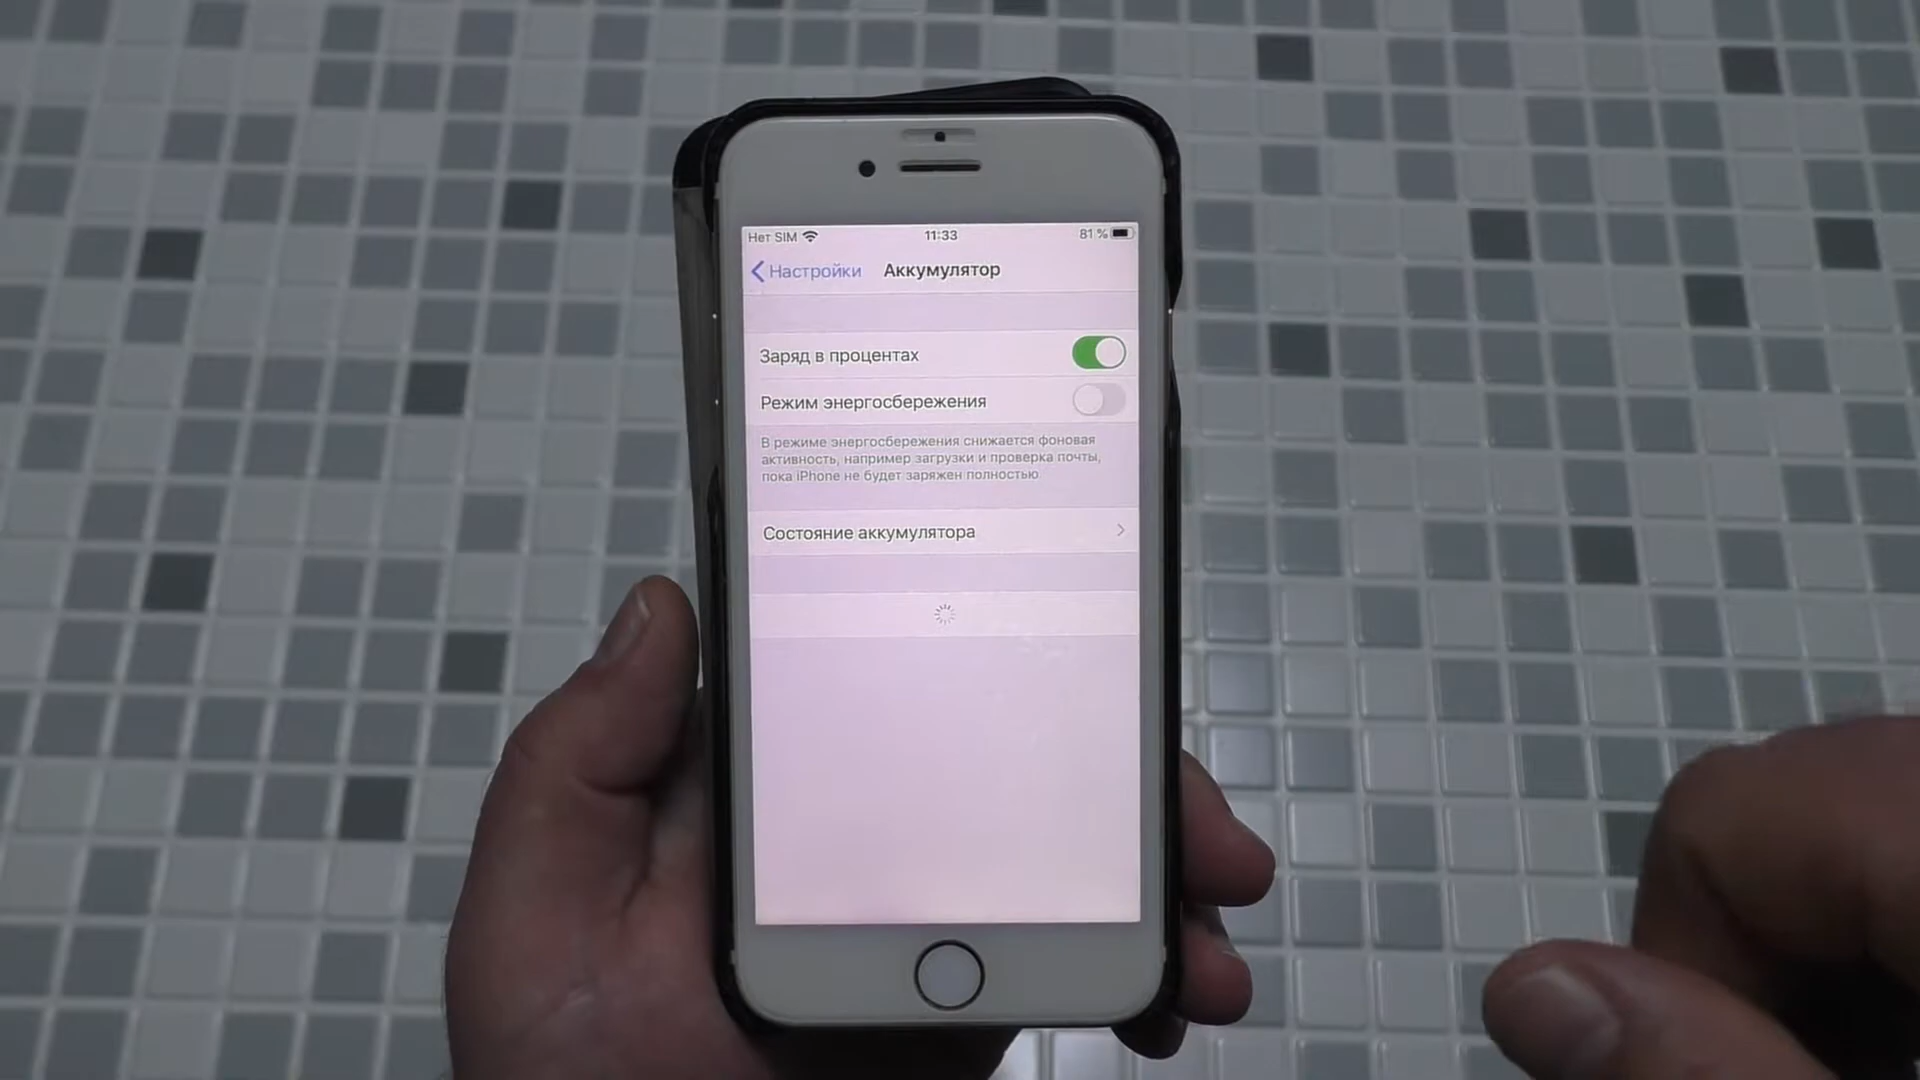 Нет SIM 11:33 81 %
Настройки Аккумулятор
Заряд в процентах
Режим энергосбережения
В режиме энергосбережения снижается фоновая
активность, например загрузки и проверка почты,
пока iPhone не будет заряжен полностью
Состояние аккумулятора